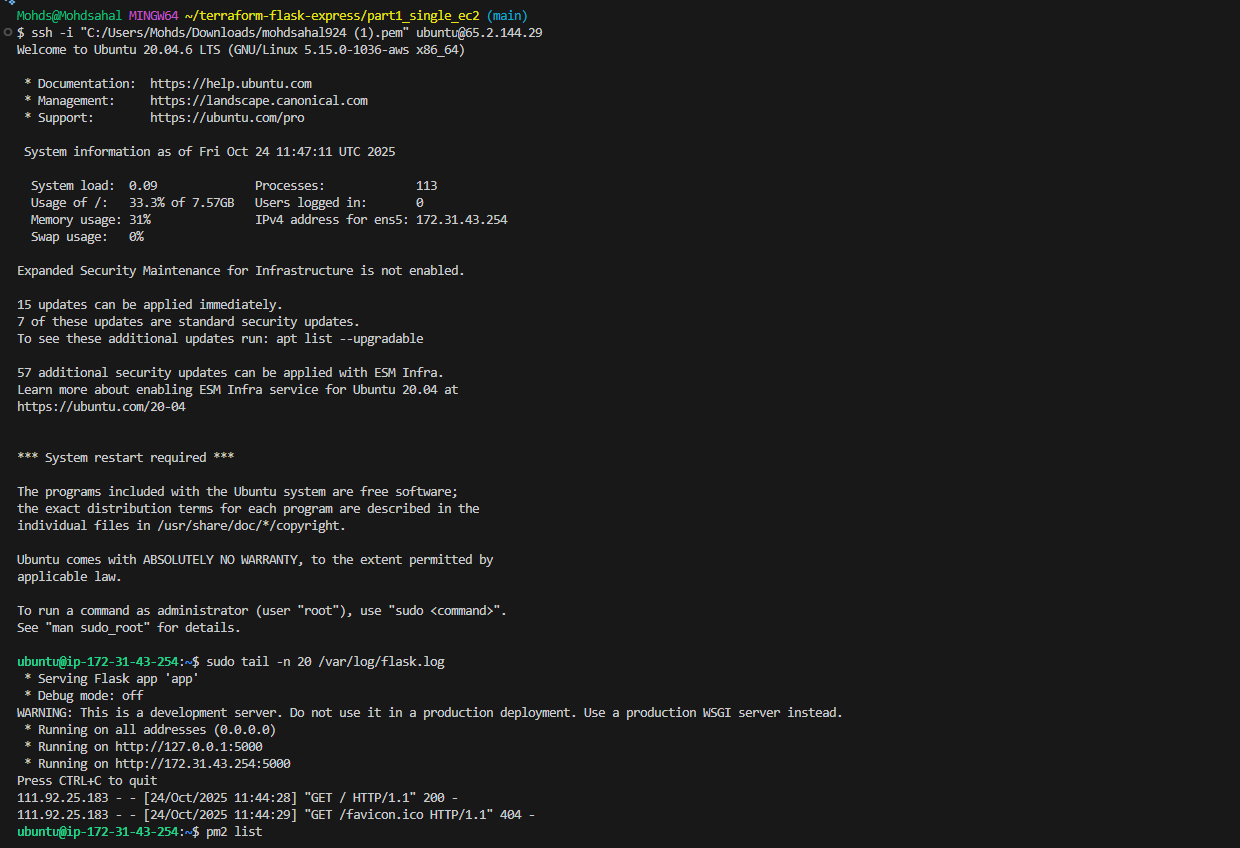 Mohds@Mohdsahal MINGW64 ~/terraform-flask-express/part1_single_ec2 (main)
$ ssh -i "C:/Users/Mohds/Downloads/mohdsahal924 (1).pem" ubuntu@65.2.144.29
Welcome to Ubuntu 20.04.6 LTS (GNU/Linux 5.15.0-1036-aws x86_64)
* Documentation:  https://help.ubuntu.com
* Management:     https://landscape.canonical.com
* Support:        https://ubuntu.com/pro
System information as of Fri Oct 24 11:47:11 UTC 2025
System load:  0.09              Processes:             113
Usage of /:   33.3% of 7.57GB   Users logged in:       0
Memory usage: 31%               IPv4 address for ens5: 172.31.43.254
Swap usage:   0%
Expanded Security Maintenance for Infrastructure is not enabled.
15 updates can be applied immediately.
7 of these updates are standard security updates.
To see these additional updates run: apt list --upgradable
57 additional security updates can be applied with ESM Infra.
Learn more about enabling ESM Infra service for Ubuntu 20.04 at
https://ubuntu.com/20-04
*** System restart required ***
The programs included with the Ubuntu system are free software;
the exact distribution terms for each program are described in the
individual files in /usr/share/doc/*/copyright.
Ubuntu comes with ABSOLUTELY NO WARRANTY, to the extent permitted by
applicable law.
To run a command as administrator (user "root"), use "sudo <command>".
See "man sudo_root" for details.
ubuntu@ip-172-31-43-254:~$ sudo tail -n 20 /var/log/flask.log
* Serving Flask app 'app'
* Debug mode: off
WARNING: This is a development server. Do not use it in a production deployment. Use a production WSGI server instead.
* Running on all addresses (0.0.0.0)
* Running on http://127.0.0.1:5000
* Running on http://172.31.43.254:5000
Press CTRL+C to quit
111.92.25.183 - - [24/Oct/2025 11:44:28] "GET / HTTP/1.1" 200 -
111.92.25.183 - - [24/Oct/2025 11:44:29] "GET /favicon.ico HTTP/1.1" 404 -
ubuntu@ip-172-31-43-254:~$ pm2 list